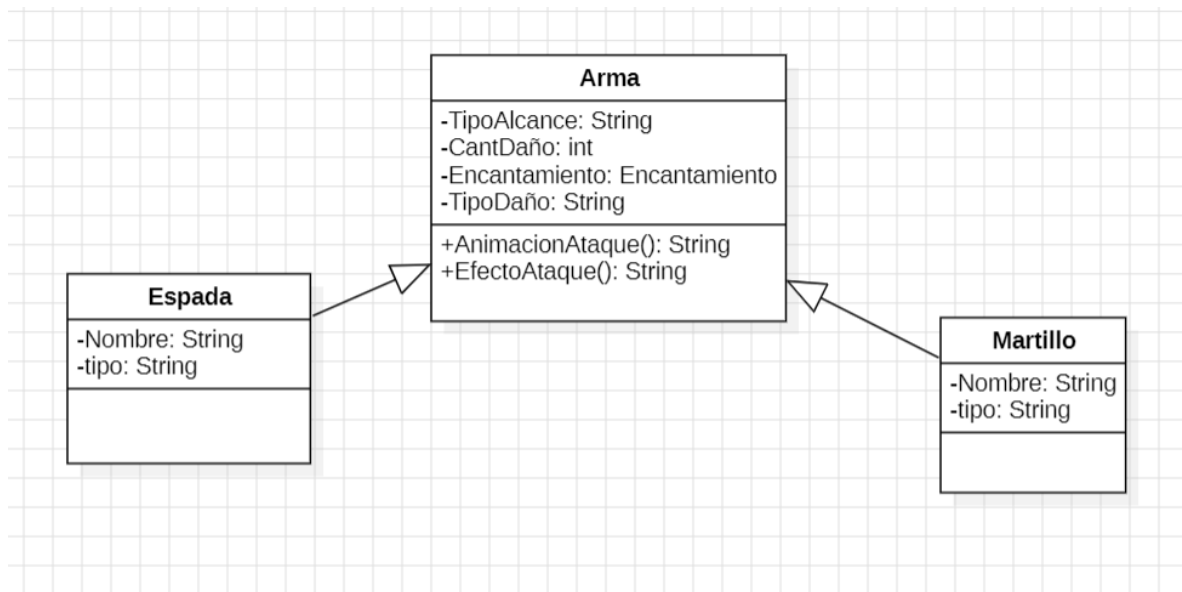 Arma
-TipoAlcance: String
-CantDaño: int
-Encantamiento: Encantamiento
-TipoDaño: String
+AnimacionAtaque(): String
+EfectoAtaque(): String
Espada
-Nombre: String
-tipo: String
Martillo
-Nombre: String
-tipo: String